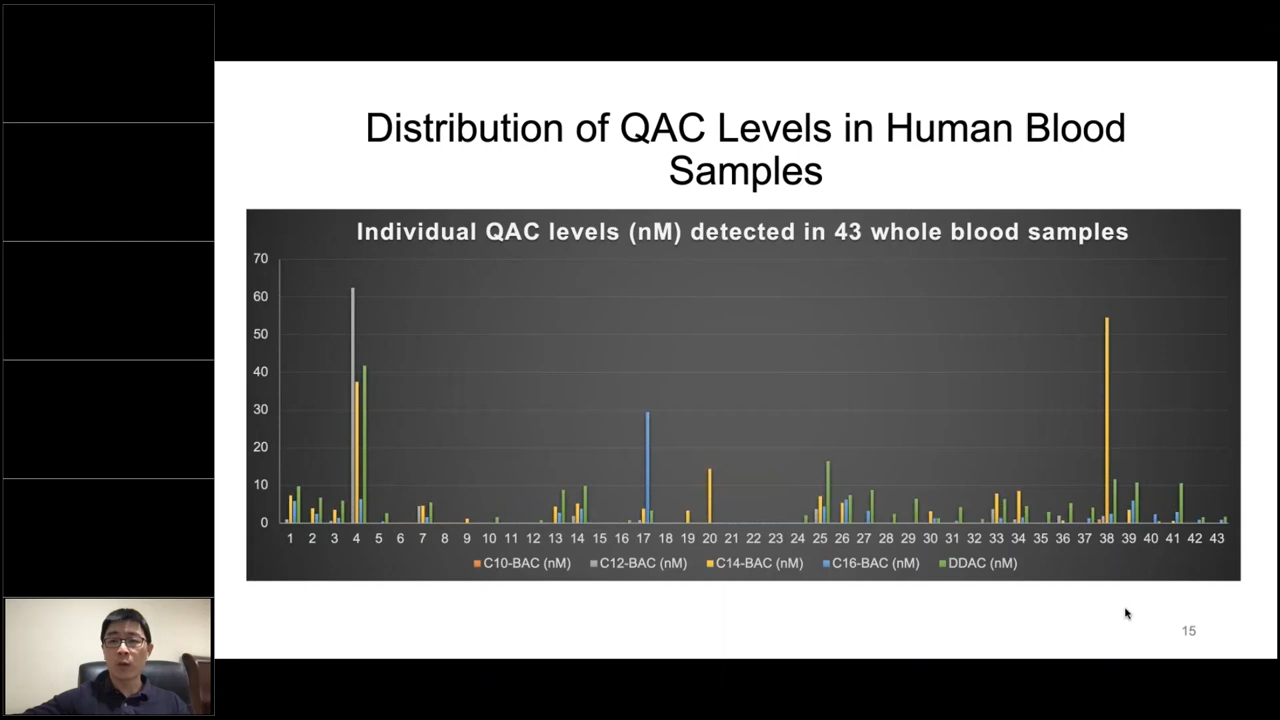 Distribution of QAC Levels in Human Blood
Samples
Individual QAC levels (nM) detected in 43 whole blood samples
70
60
50
40
30
20
10
0
1 2 3 4 5 6 7 8 9 10 11 12 13 14 15 16 17 18 19 20 21 22 23 24 25 26 27 28 29 30 31 32 33 34 35 36 37 38 39 40 41 42 43
C10-BAC (nM) C12-BAC (nM) C14-BAC (nM) C16-BAC (nM) DDAC (nM)
15